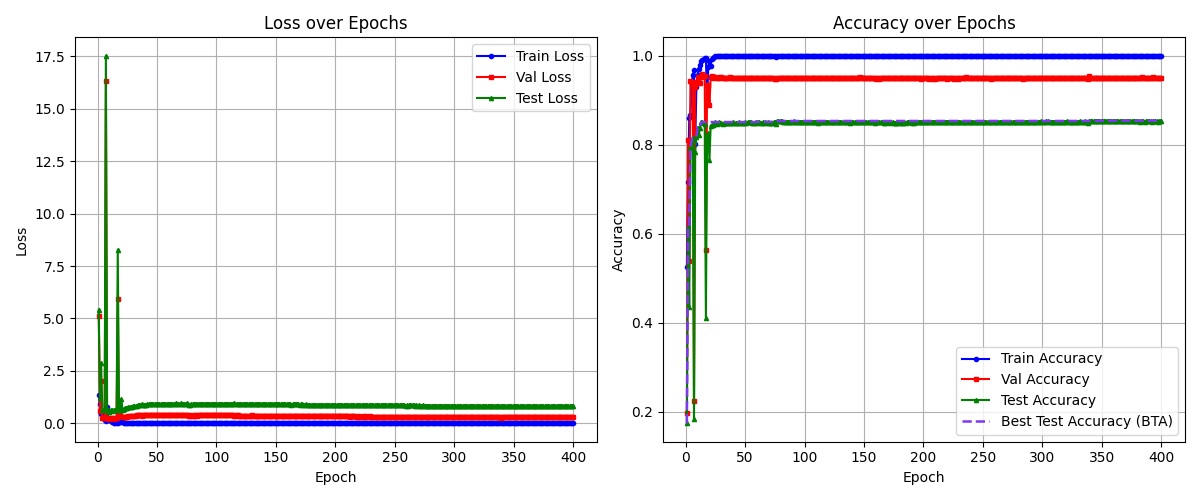 Loss over Epochs
17.5
15.0
12.5
10.0
7.5
5.0
2.5
0.0
Loss
0 50 100 150 200 250 300 350 400
Epoch
Train Loss
Val Loss
Test Loss
Accuracy over Epochs
1.0
0.8
0.6
0.4
0.2
Accuracy
0 50 100 150 200 250 300 350 400
Epoch
Train Accuracy
Val Accuracy
Test Accuracy
Best Test Accuracy (BTA)